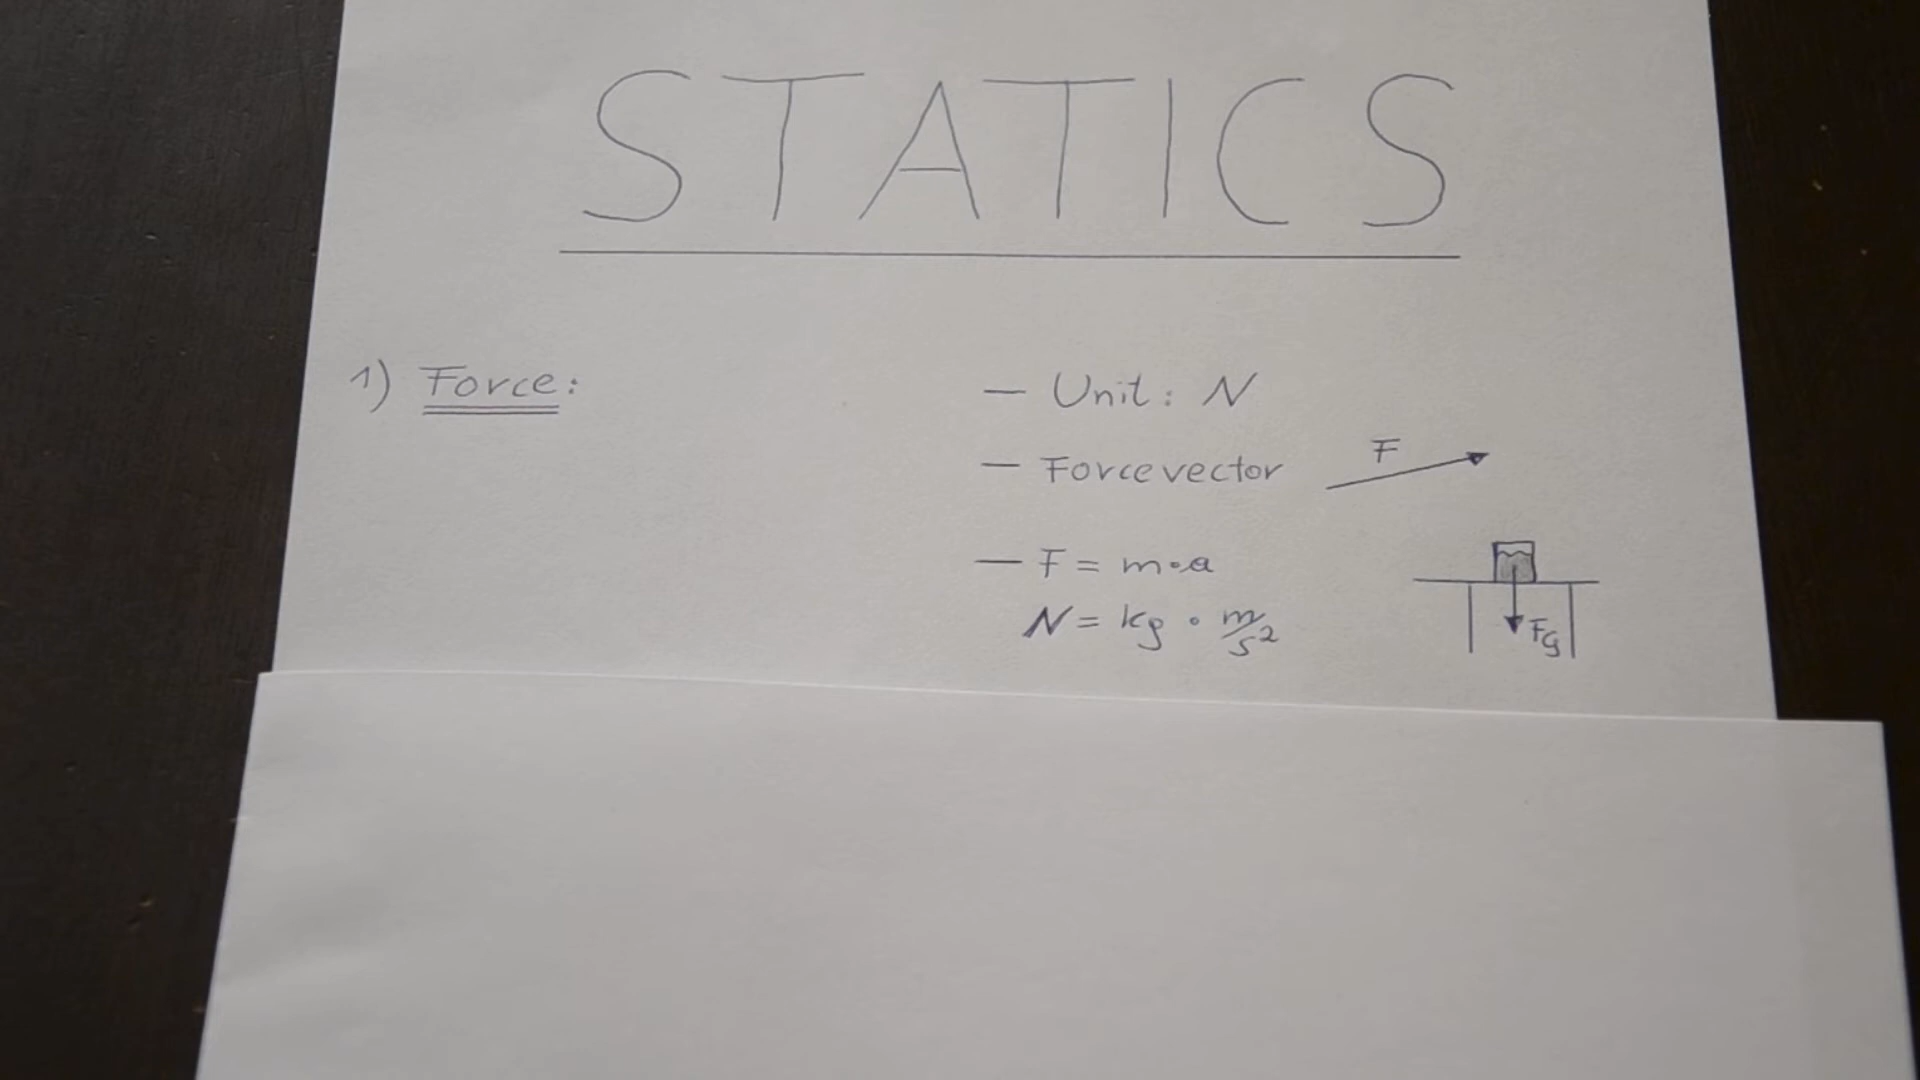 STATICS
1) Force:
— Unit: N
— Forcevector F
— F = m·a
N = kg · m/s²
FG